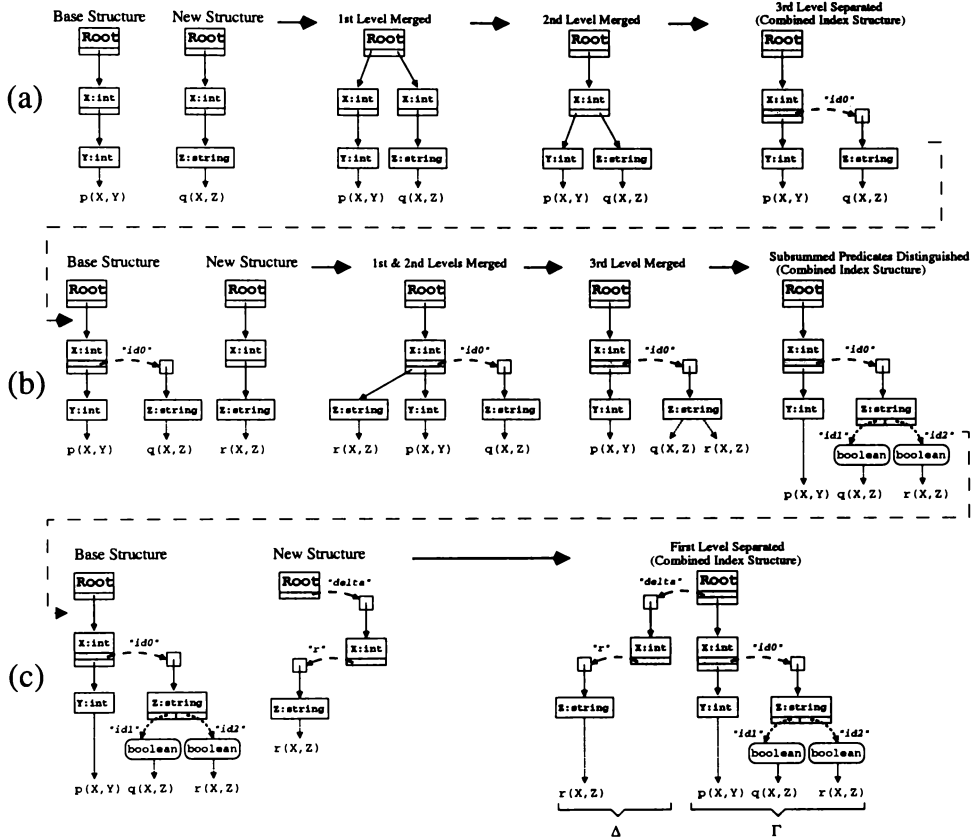 Base Structure
New Structure
1st Level Merged
2nd Level Merged
3rd Level Separated
(Combined Index Structure)
(a)
Root
Root
Root
Root
Root
X:int
X:int
X:int
X:int
X:int
X:int
"id0"
Y:int
Z:string
Y:int
Z:string
Y:int
Z:string
Y:int
Z:string
p(X,Y)
q(X,Z)
p(X,Y)
q(X,Z)
p(X,Y)
q(X,Z)
p(X,Y)
q(X,Z)
Base Structure
New Structure
1st & 2nd Levels Merged
3rd Level Merged
Subsummed Predicates Distinguished
(Combined Index Structure)
(b)
Root
Root
Root
Root
Root
X:int
"id0"
X:int
X:int
"id0"
X:int
"id0"
X:int
"id0"
Y:int
Z:string
Z:string
Z:string
Y:int
Z:string
Y:int
Z:string
Y:int
Z:string
"id1"
"id2"
boolean
boolean
p(X,Y)
q(X,Z)
r(X,Z)
r(X,Z)
p(X,Y)
q(X,Z)
p(X,Y)
q(X,Z)
r(X,Z)
p(X,Y)
q(X,Z)
r(X,Z)
Base Structure
New Structure
First Level Separated
(Combined Index Structure)
(c)
Root
Root
"delta"
"delta"
Root
X:int
"id0"
"r"
X:int
"r"
X:int
X:int
"id0"
Y:int
Z:string
Z:string
Z:string
Y:int
Z:string
"id1"
"id2"
"id1"
"id2"
boolean
boolean
r(X,Z)
boolean
boolean
p(X,Y)
q(X,Z)
r(X,Z)
r(X,Z)
p(X,Y)
q(X,Z)
r(X,Z)
Δ
Γ